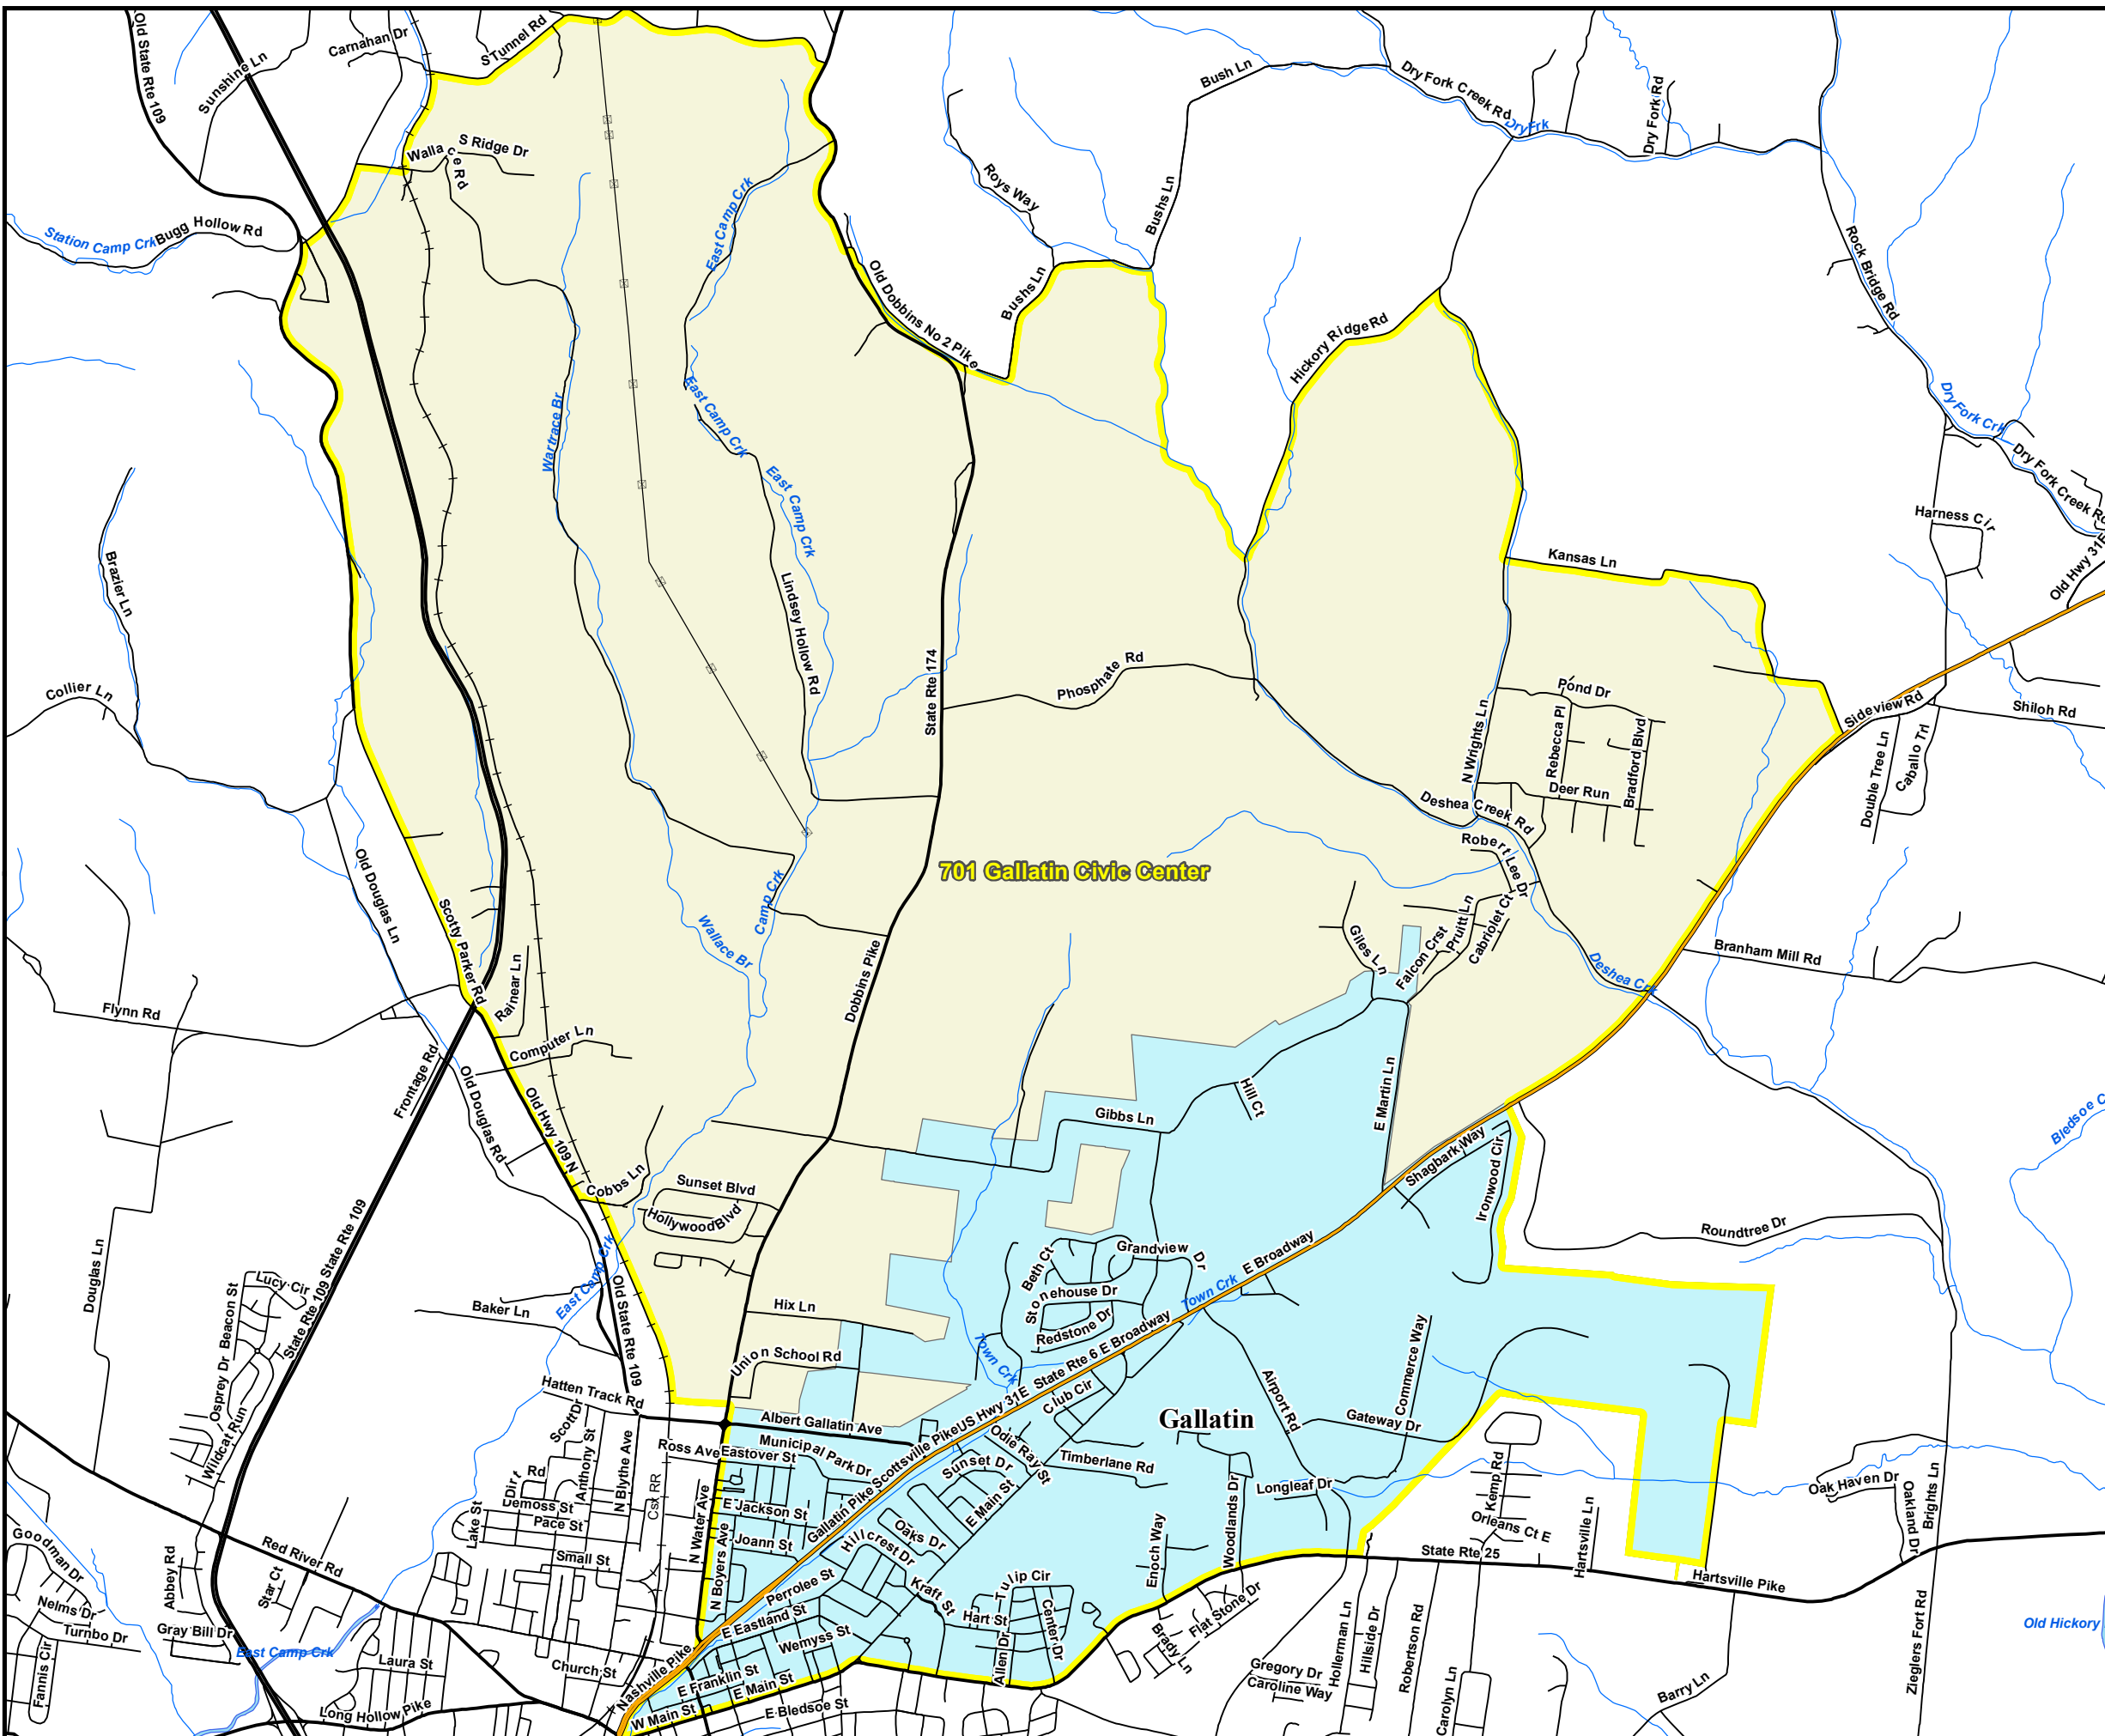 Old State Rte 109
Sunshine Ln
Carnahan Dr
S Tunnel Rd
Bush Ln
Dry Fork Creek Rd
Dry Frk
Dry Fork Rd
Walla
ce Rd
S Ridge Dr
East Camp Crk
Roys Way
Bushs Ln
Station Camp Crk
Bugg Hollow Rd
Old Dobbins No 2 Pike
Bushs Ln
Rock Bridge Rd
Hickory Ridge Rd
Wartrace Br
East Camp Crk
Dry Fork Crk
Dry Fork Creek Rd
East Camp Crk
Harness Cir
Old Hwy 31E
Brazier Ln
Kansas Ln
Lindsey Hollow Rd
State Rte 174
Phosphate Rd
Collier Ln
Pond Dr
Sideview Rd
Shiloh Rd
N Wrights Ln
Rebecca Pl
Bradford Blvd
Double Tree Ln
Caballo Trl
Deer Run
Deshea Creek Rd
Robert Lee Dr
701 Gallatin Civic Center
Old Douglas Ln
Scotty Parker Rd
Camp Crk
Wallace Br
Giles Ln
Falcon Crst
Pruitt Ln
Cabriolet Ct
Branham Mill Rd
Deshea Crk
Rainear Ln
Dobbins Pike
Flynn Rd
Computer Ln
Frontage Rd
Old Douglas Rd
Old Hwy 109 N
Hill Ct
Gibbs Ln
E Martin Ln
Bledsoe C
Shagbark Way
Ironwood Cir
Cobbs Ln
Sunset Blvd
Hollywood Blvd
Roundtree Dr
Douglas Ln
State Rte 109 State Rte 109
East Camp Crk
Old State Rte 109
Grandview Dr
Beth Ct
E Broadway
Stonehouse Dr
Town Crk
Lucy Cir
Beacon St
Baker Ln
Hix Ln
Redstone Dr
Town Crk
Union School Rd
Commerce Way
Osprey Dr
Wildcat Run
Hatten Track Rd
Gallatin Pike Scottsville Pike US Hwy 31E State Rte 6 E Broadway
Club Cir
Airport Rd
Gateway Dr
Gallatin
Albert Gallatin Ave
Scott Dr
Anthony St
N Blythe Ave
Ross Ave
Eastover St
Municipal Park Dr
Odie Ray St
Timberlane Rd
Sunset Dr
Csx RR
Dirt Rd
Demoss St
Pace St
Lake St
N Water Ave
E Jackson St
E Main St
Longleaf Dr
Kemp Rd
Oak Haven Dr
Oakland Dr
Brights Ln
Orleans Ct E
Goodman Dr
Red River Rd
Small St
Joann St
Oaks Dr
Hillcrest Dr
Enoch Way
Woodlands Dr
State Rte 25
Hartsville Ln
Hartsville Pike
Abbey Rd
Star Ct
N Boyers Ave
Perrolee St
Kraft St
Tulip Cir
Hart St
Center Dr
Allen Dr
Flat Stone Dr
Brady Ln
Nelms Dr
Turnbo Dr
Gray Bill Dr
E Eastland St
Wemyss St
Hollerman Ln
Hillside Dr
Robertson Rd
Old Hickory
Zieglers Fort Rd
Fannis Cir
East Camp Crk
Laura St
Church St
Nashville Pike
E Franklin St
E Main St
W Main St
E Bledsoe St
Gregory Dr
Caroline Way
Carolyn Ln
Barry Ln
Long Hollow Pike